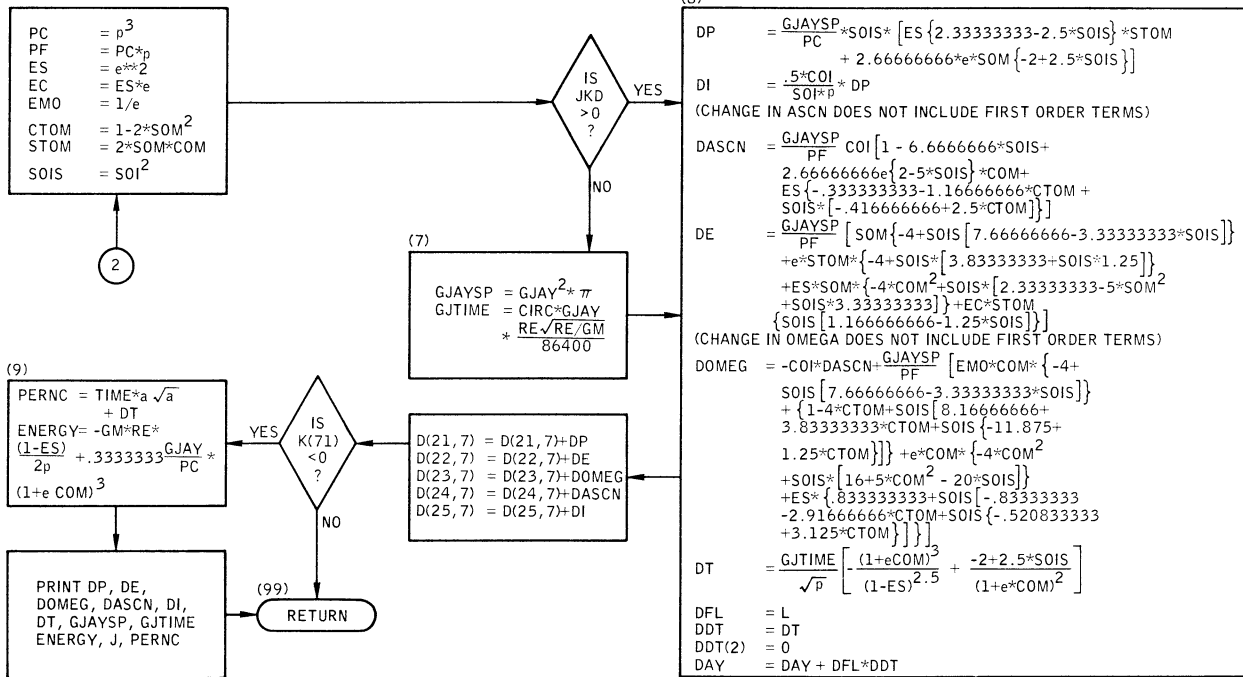 PC = p³
PF = PC*p
ES = e**2
EC = ES*e
EMO = 1/e
CTOM = 1-2*SOM²
STOM = 2*SOM*COM
SOIS = SOI²
2
IS
JKD
>0
?
YES
NO
(7)
GJAYSP = GJAY² * π
GJTIME = CIRC*GJAY
* RE√RE/GM / 86400
DP = GJAYSP/PC *SOIS* [ES{2.33333333-2.5*SOIS}*STOM
+ 2.66666666*e*SOM{-2+2.5*SOIS}]
DI = .5*COI/SOI*p * DP
(CHANGE IN ASCN DOES NOT INCLUDE FIRST ORDER TERMS)
DASCN = GJAYSP/PF COI[1 - 6.6666666*SOIS+
2.66666666e{2-5*SOIS}*COM+
ES{-.333333333-1.16666666*CTOM +
SOIS*[-.416666666+2.5*CTOM]}]
DE = GJAYSP/PF [SOM{-4+SOIS[7.66666666-3.33333333*SOIS]}
+e*STOM*{-4+SOIS*[3.83333333+SOIS*1.25]}
+ES*SOM*{-4*COM²+SOIS*[2.33333333-5*SOM²
+SOIS*3.33333333]}+EC*STOM
{SOIS[1.166666666-1.25*SOIS]}]
(CHANGE IN OMEGA DOES NOT INCLUDE FIRST ORDER TERMS)
DOMEG = -COI*DASCN+GJAYSP/PF [EMO*COM*{-4+
SOIS[7.66666666-3.33333333*SOIS]}
+ {1-4*CTOM+SOIS[8.16666666+
3.83333333*CTOM+SOIS{-11.875+
1.25*CTOM}]} +e*COM*{-4*COM²
+SOIS*[16+5*COM² - 20*SOIS]}
+ES*{.833333333+SOIS[-.83333333
-2.91666666*CTOM+SOIS{-.520833333
+3.125*CTOM}]}]
DT = GJTIME/√p [-(1+eCOM)³/(1-ES)^2.5 + -2+2.5*SOIS/(1+e*COM)²]
DFL = L
DDT = DT
DDT(2) = 0
DAY = DAY + DFL*DDT
D(21,7) = D(21,7)+DP
D(22,7) = D(22,7)+DE
D(23,7) = D(23,7)+DOMEG
D(24,7) = D(24,7)+DASCN
D(25,7) = D(25,7)+DI
IS
K(71)
<0
?
YES
NO
(9)
PERNC = TIME*a √a
+ DT
ENERGY= -GM*RE*
(1-ES)/2p +.3333333 GJAY/PC *
(1+e COM)³
PRINT DP, DE,
DOMEG, DASCN, DI,
DT, GJAYSP, GJTIME
ENERGY, J, PERNC
(99)
RETURN